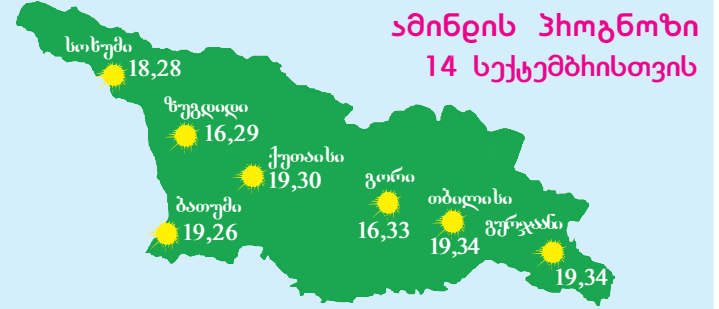 ამინდის პროგნოზი
14 სექტემბრისთვის
სოხუმი
18,28
ზუგდიდი
16,29
ქუთაისი
19,30
გორი
16,33
თბილისი
19,34
გურჯაანი
19,34
ბათუმი
19,26